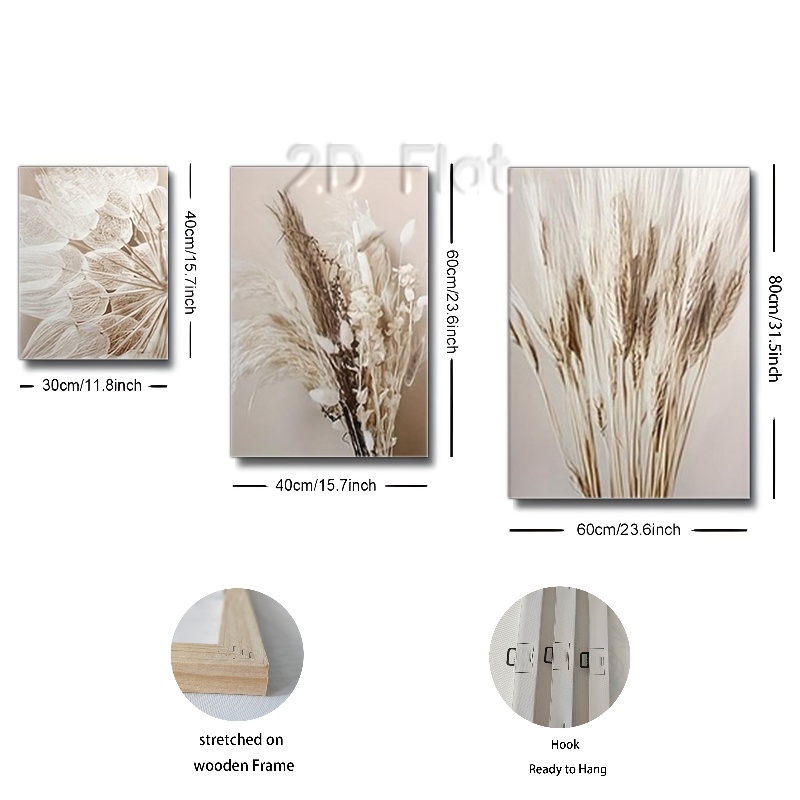 2D Flat
40cm/15.7inch
60cm/23.6inch
80cm/31.5inch
30cm/11.8inch
40cm/15.7inch
60cm/23.6inch
stretched on
wooden Frame
Hook
Ready to Hang